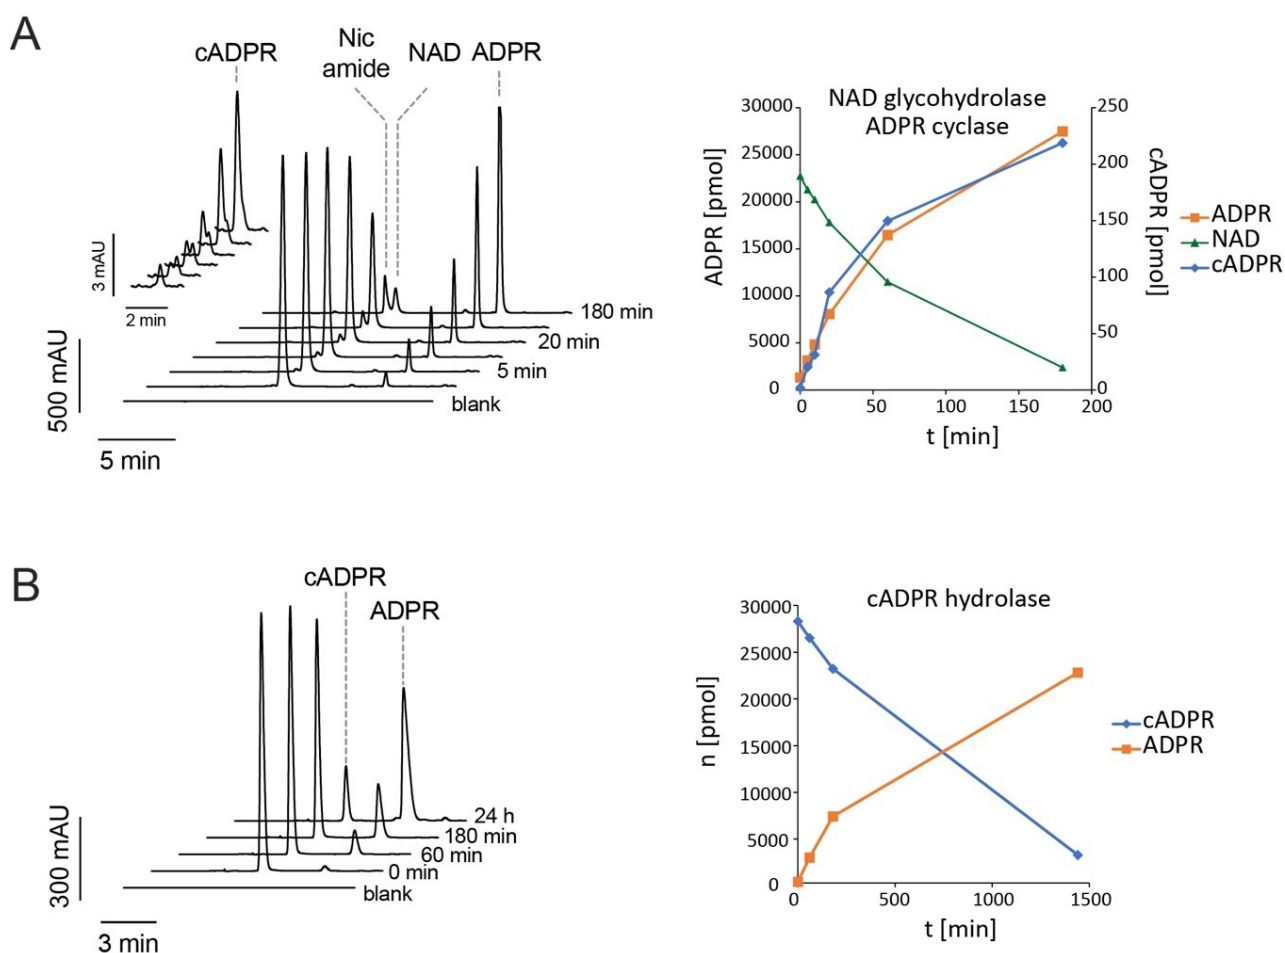 A
cADPR
Nic
amide
NAD
ADPR
3 mAU
2 min
180 min
20 min
5 min
blank
500 mAU
5 min
NAD glycohydrolase
ADPR cyclase
30000
25000
20000
15000
10000
5000
0
ADPR [pmol]
250
200
150
100
50
0
cADPR [pmol]
0
50
100
150
200
t [min]
ADPR
NAD
cADPR
B
cADPR
ADPR
24 h
180 min
60 min
0 min
blank
300 mAU
3 min
cADPR hydrolase
30000
25000
20000
15000
10000
5000
0
n [pmol]
0
500
1000
1500
t [min]
cADPR
ADPR